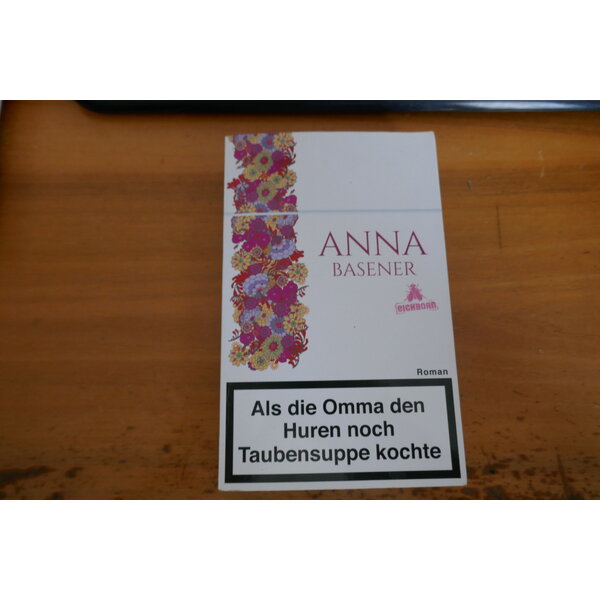 ANNA
BASENER
eichborn
Roman
Als die Omma den
Huren noch
Taubensuppe kochte